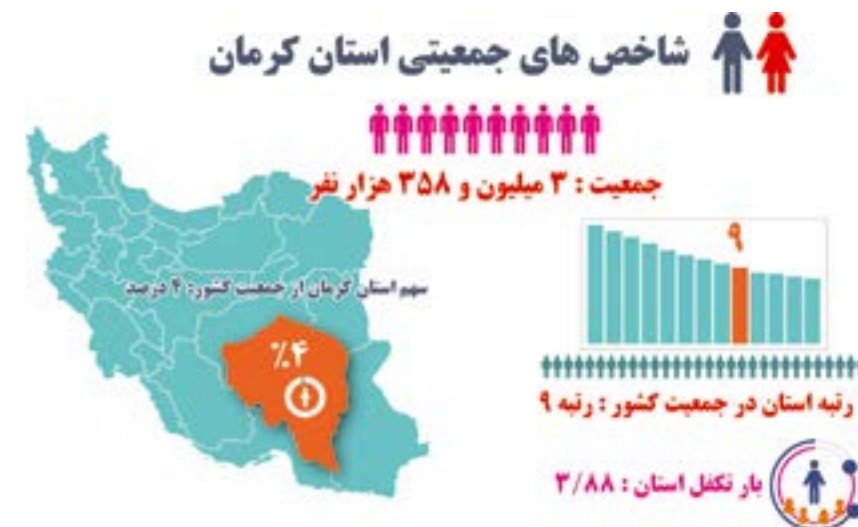 شاخص های جمعیتی استان کرمان
جمعیت : ۳ میلیون و ۳۵۸ هزار نفر
۹
سهم استان کرمان از جمعیت کشور: ۴ درصد
٪۴
رتبه استان در جمعیت کشور : رتبه ۹
بار تکفل استان : ۳/۸۸